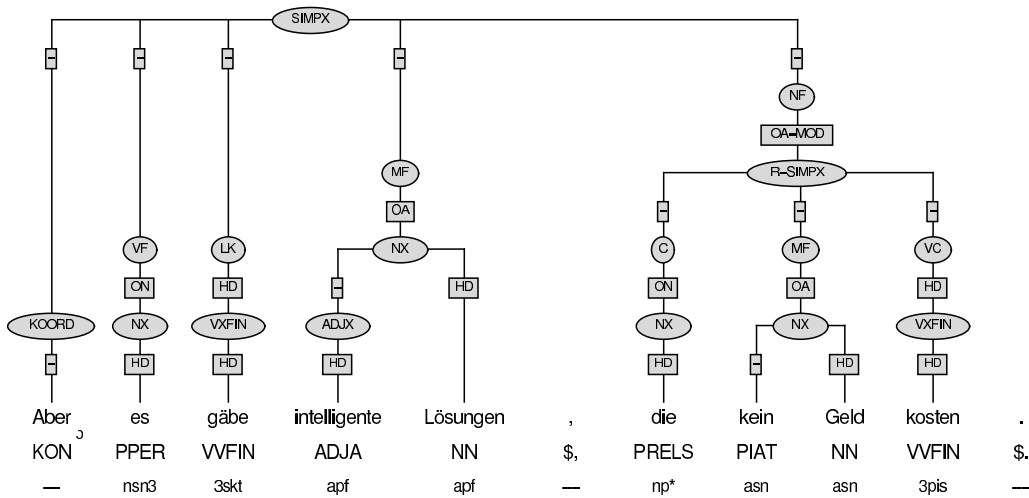 SIMPX
– – – – –
NF
OA–MOD
MF R–SIMPX
OA – – –
VF LK NX C MF VC
ON HD – HD ON OA HD
KOORD NX VXFIN ADJX NX NX VXFIN
– HD HD HD HD – HD HD
Aber es gäbe intelligente Lösungen , die kein Geld kosten .
KON PPER VVFIN ADJA NN $, PRELS PIAT NN VVFIN $.
–– nsn3 3skt apf apf –– np* asn asn 3pis ––